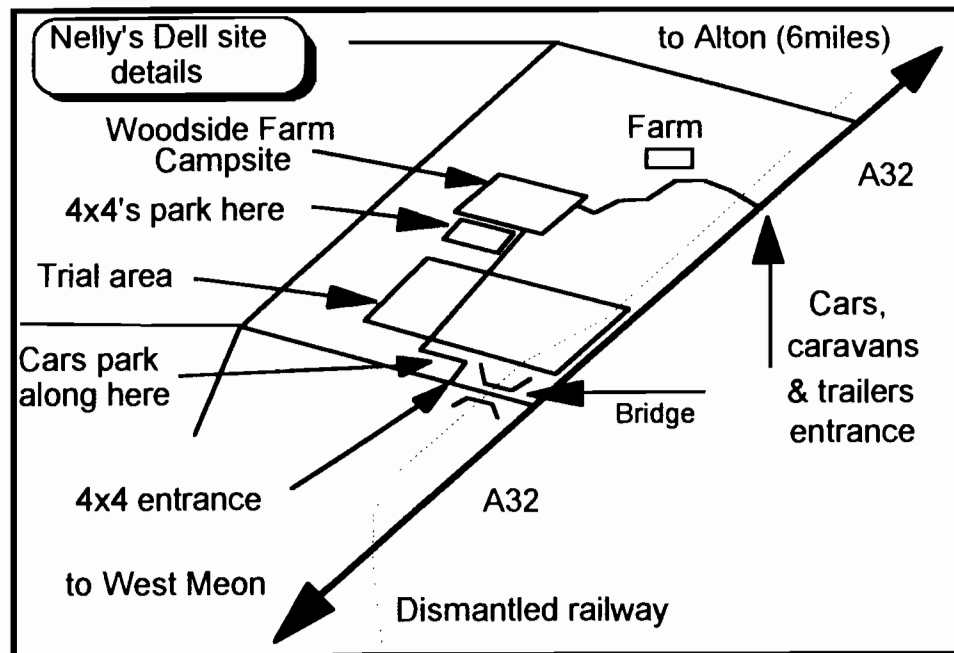 Nelly's Dell site
details
to Alton (6miles)
Woodside Farm
Campsite
Farm
A32
4x4's park here
Trial area
Cars park
along here
Cars,
caravans
& trailers
entrance
Bridge
4x4 entrance
A32
to West Meon
Dismantled railway